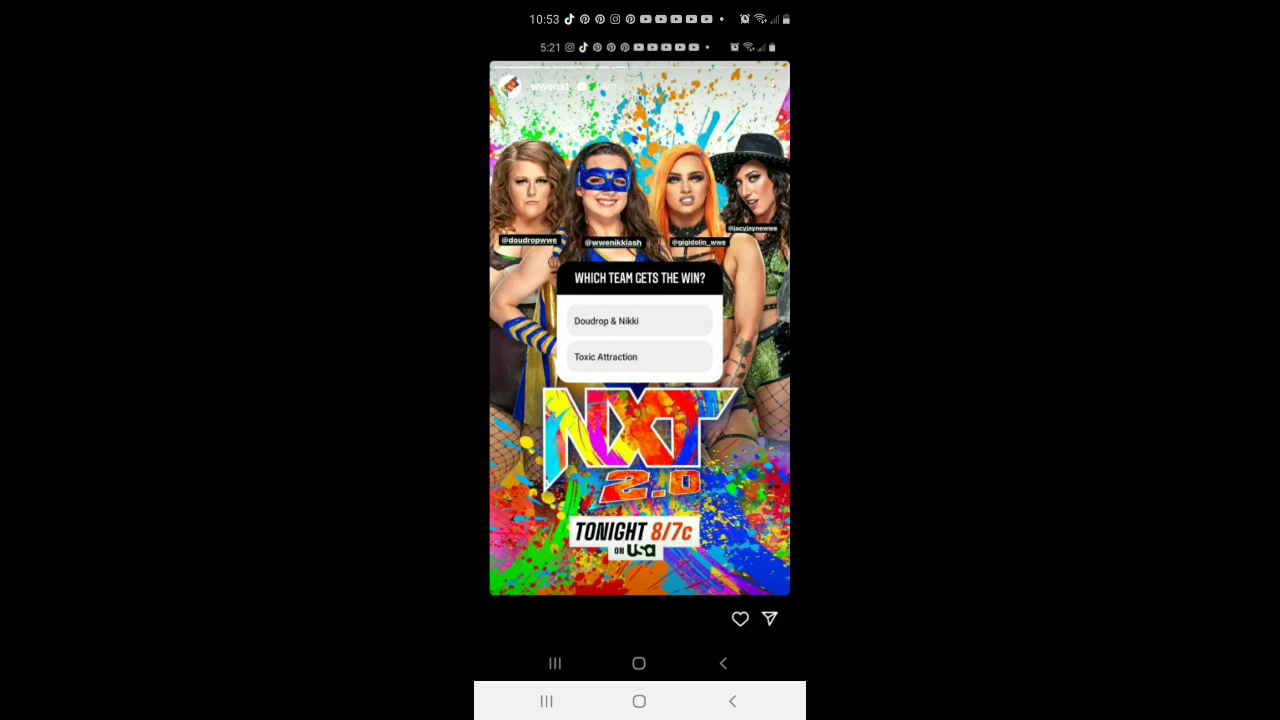 10:53
5:21
wwenxt
@doudropwwe
@wwenikkiash
@gigidolin_wwe
@jacyjaynewwe
WHICH TEAM GETS THE WIN?
Doudrop & Nikki
Toxic Attraction
NXT
2.0
TONIGHT 8/7c
ON USA